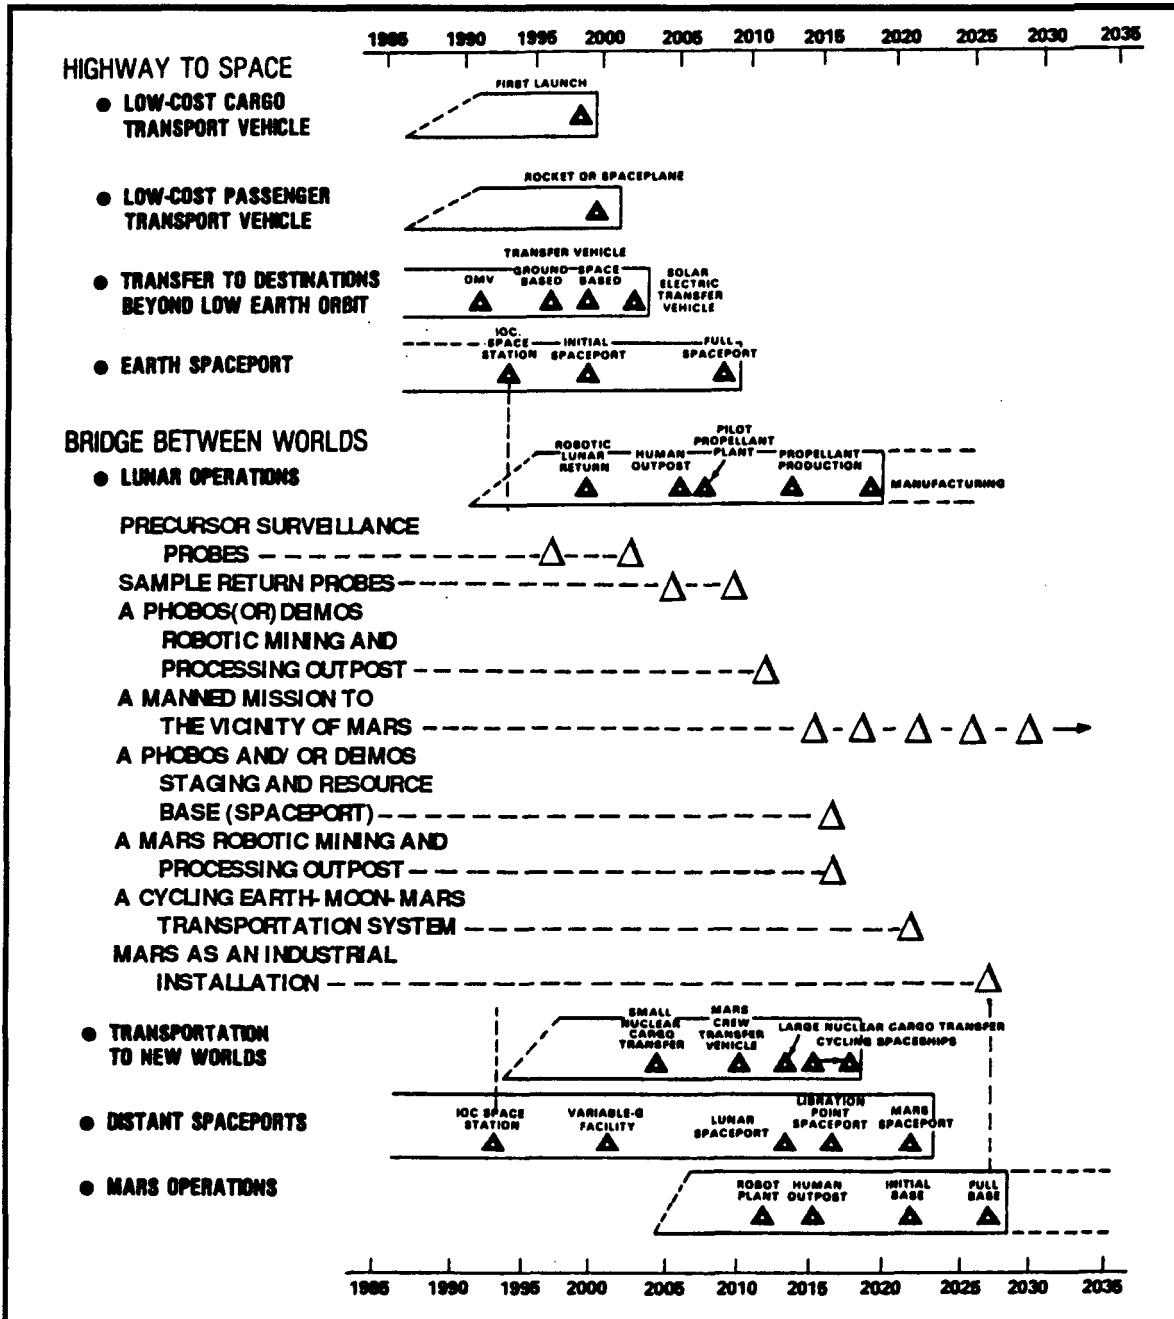 1985 1990 1995 2000 2005 2010 2015 2020 2025 2030 2035
HIGHWAY TO SPACE
FIRST LAUNCH
● LOW-COST CARGO
TRANSPORT VEHICLE
ROCKET OR SPACEPLANE
● LOW-COST PASSENGER
TRANSPORT VEHICLE
TRANSFER VEHICLE
● TRANSFER TO DESTINATIONS
BEYOND LOW EARTH ORBIT
OMV
GROUND BASED
SPACE BASED
SOLAR
ELECTRIC
TRANSFER
VEHICLE
● EARTH SPACEPORT
IOC.
SPACE
STATION
INITIAL
SPACEPORT
FULL
SPACEPORT
BRIDGE BETWEEN WORLDS
● LUNAR OPERATIONS
ROBOTIC
LUNAR
RETURN
HUMAN
OUTPOST
PILOT
PROPELLANT
PLANT
PROPELLANT
PRODUCTION
MANUFACTURING
PRECURSOR SURVEILLANCE
PROBES
SAMPLE RETURN PROBES
A PHOBOS(OR) DEIMOS
ROBOTIC MINING AND
PROCESSING OUTPOST
A MANNED MISSION TO
THE VICINITY OF MARS
A PHOBOS AND/ OR DEIMOS
STAGING AND RESOURCE
BASE (SPACEPORT)
A MARS ROBOTIC MINING AND
PROCESSING OUTPOST
A CYCLING EARTH-MOON-MARS
TRANSPORTATION SYSTEM
MARS AS AN INDUSTRIAL
INSTALLATION
● TRANSPORTATION
TO NEW WORLDS
SMALL
NUCLEAR
CARGO
TRANSFER
MARS
CREW
TRANSFER
VEHICLE
LARGE NUCLEAR CARGO TRANSFER
CYCLING SPACESHIPS
● DISTANT SPACEPORTS
IOC SPACE
STATION
VARIABLE-G
FACILITY
LUNAR
SPACEPORT
LIBRATION
POINT
SPACEPORT
MARS
SPACEPORT
● MARS OPERATIONS
ROBOT
PLANT
HUMAN
OUTPOST
INITIAL
BASE
FULL
BASE
1985 1990 1995 2000 2005 2010 2015 2020 2025 2030 2035